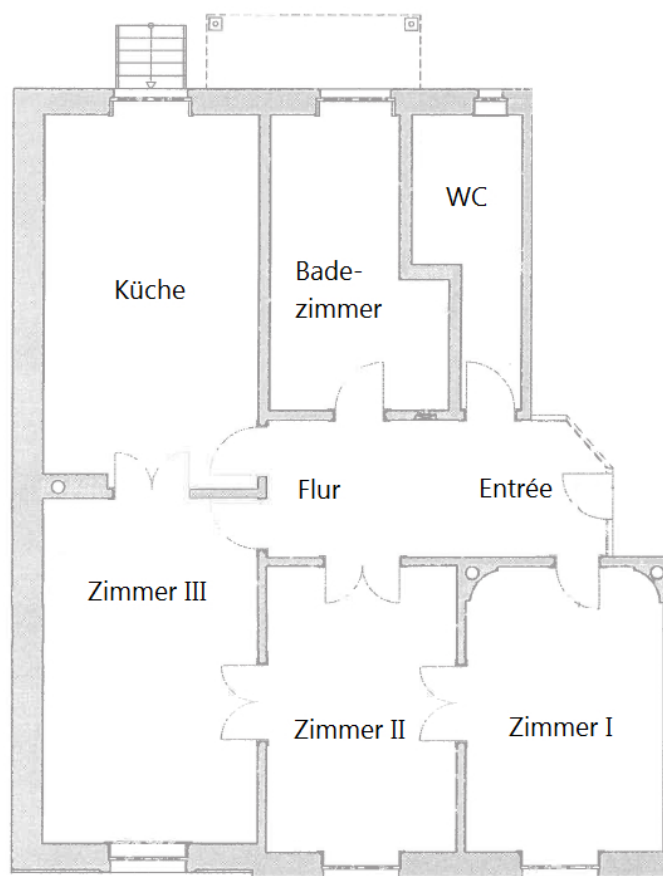 WC
Küche
Bade-
zimmer
Flur
Entrée
Zimmer III
Zimmer II
Zimmer I